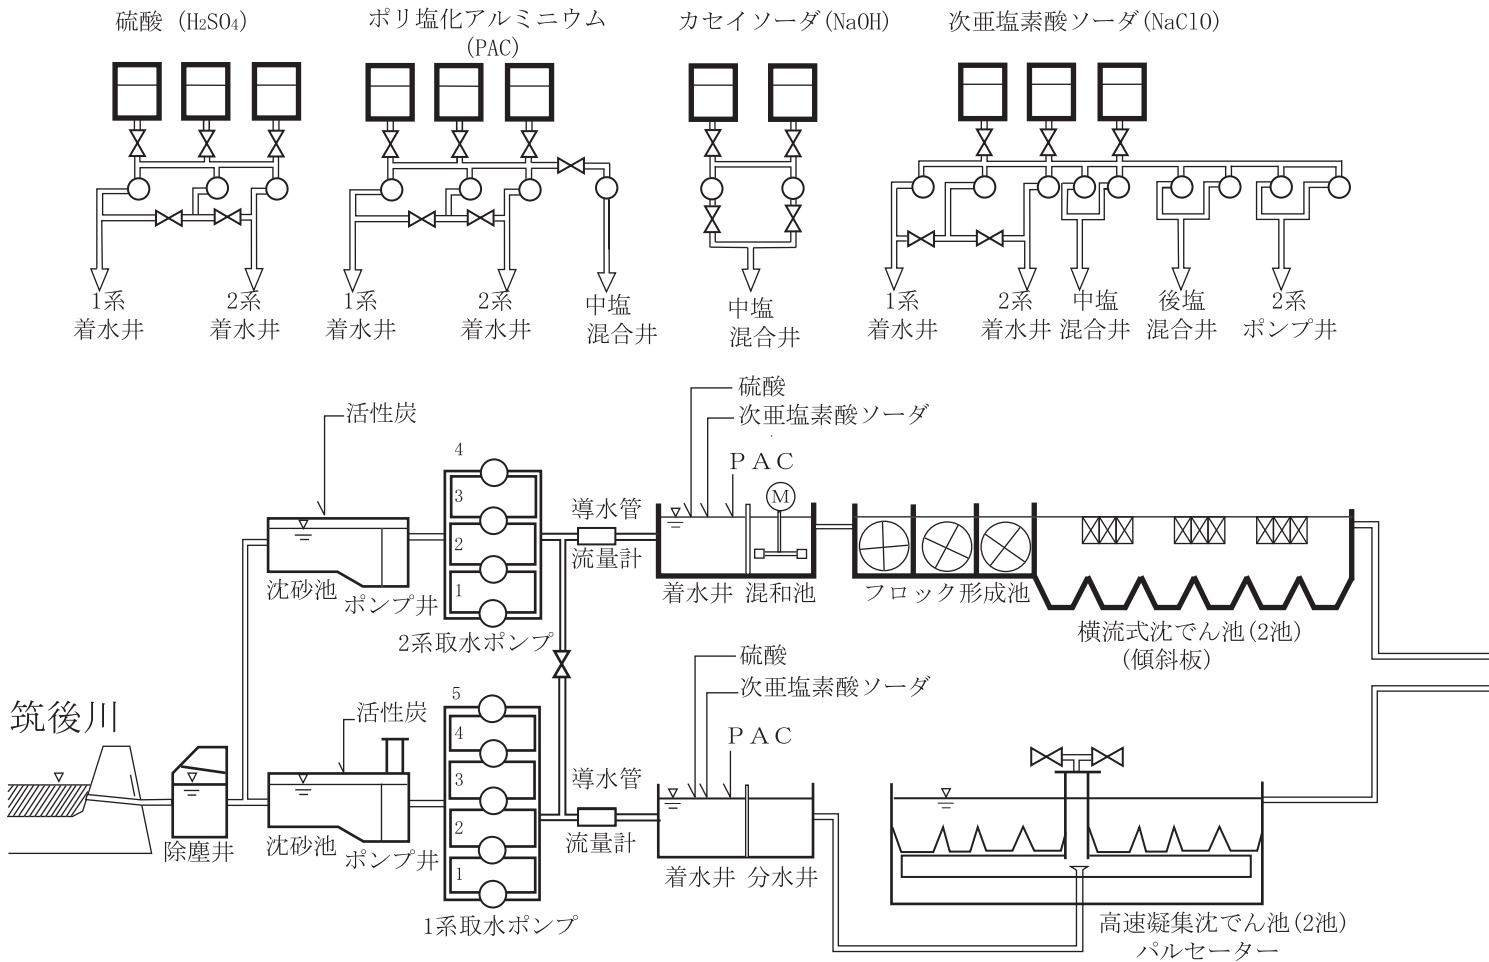 硫酸 (H₂SO₄)
ポリ塩化アルミニウム
(PAC)
カセイソーダ(NaOH)
次亜塩素酸ソーダ(NaClO)
1系
着水井
2系
着水井
1系
着水井
2系
着水井
中塩
混合井
中塩
混合井
1系
着水井
2系
着水井
中塩
混合井
後塩
混合井
2系
ポンプ井
活性炭
沈砂池
ポンプ井
4
3
2
1
2系取水ポンプ
導水管
流量計
硫酸
次亜塩素酸ソーダ
PAC
M
着水井
混和池
フロック形成池
横流式沈でん池(2池)
(傾斜板)
筑後川
除塵井
活性炭
沈砂池
ポンプ井
5
4
3
2
1
1系取水ポンプ
導水管
流量計
硫酸
次亜塩素酸ソーダ
PAC
着水井
分水井
高速凝集沈でん池(2池)
パルセーター